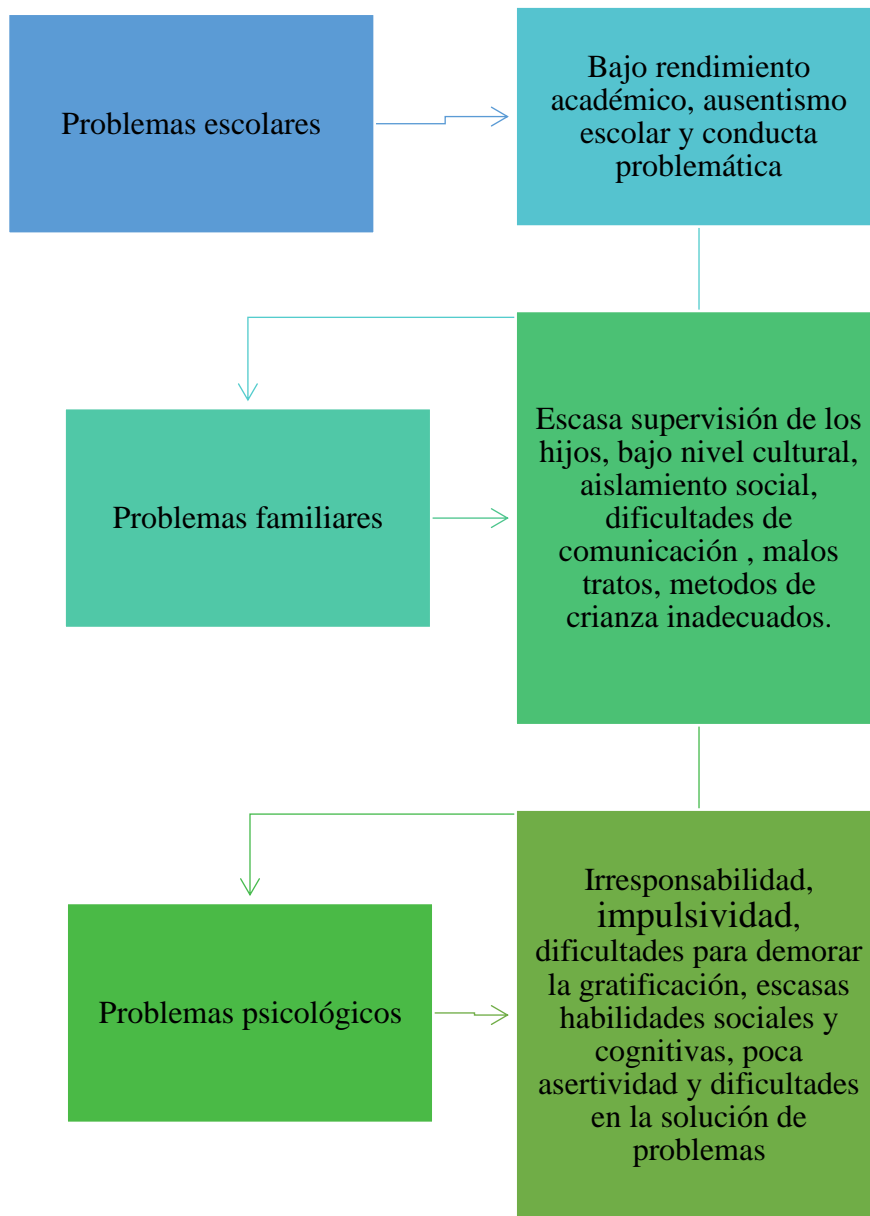 Problemas escolares
Bajo rendimiento
académico, ausentismo
escolar y conducta
problemática
Problemas familiares
Escasa supervisión de los
hijos, bajo nivel cultural,
aislamiento social,
dificultades de
comunicación , malos
tratos, metodos de
crianza inadecuados.
Problemas psicológicos
Irresponsabilidad,
impulsividad,
dificultades para demorar
la gratificación, escasas
habilidades sociales y
cognitivas, poca
asertividad y dificultades
en la solución de
problemas